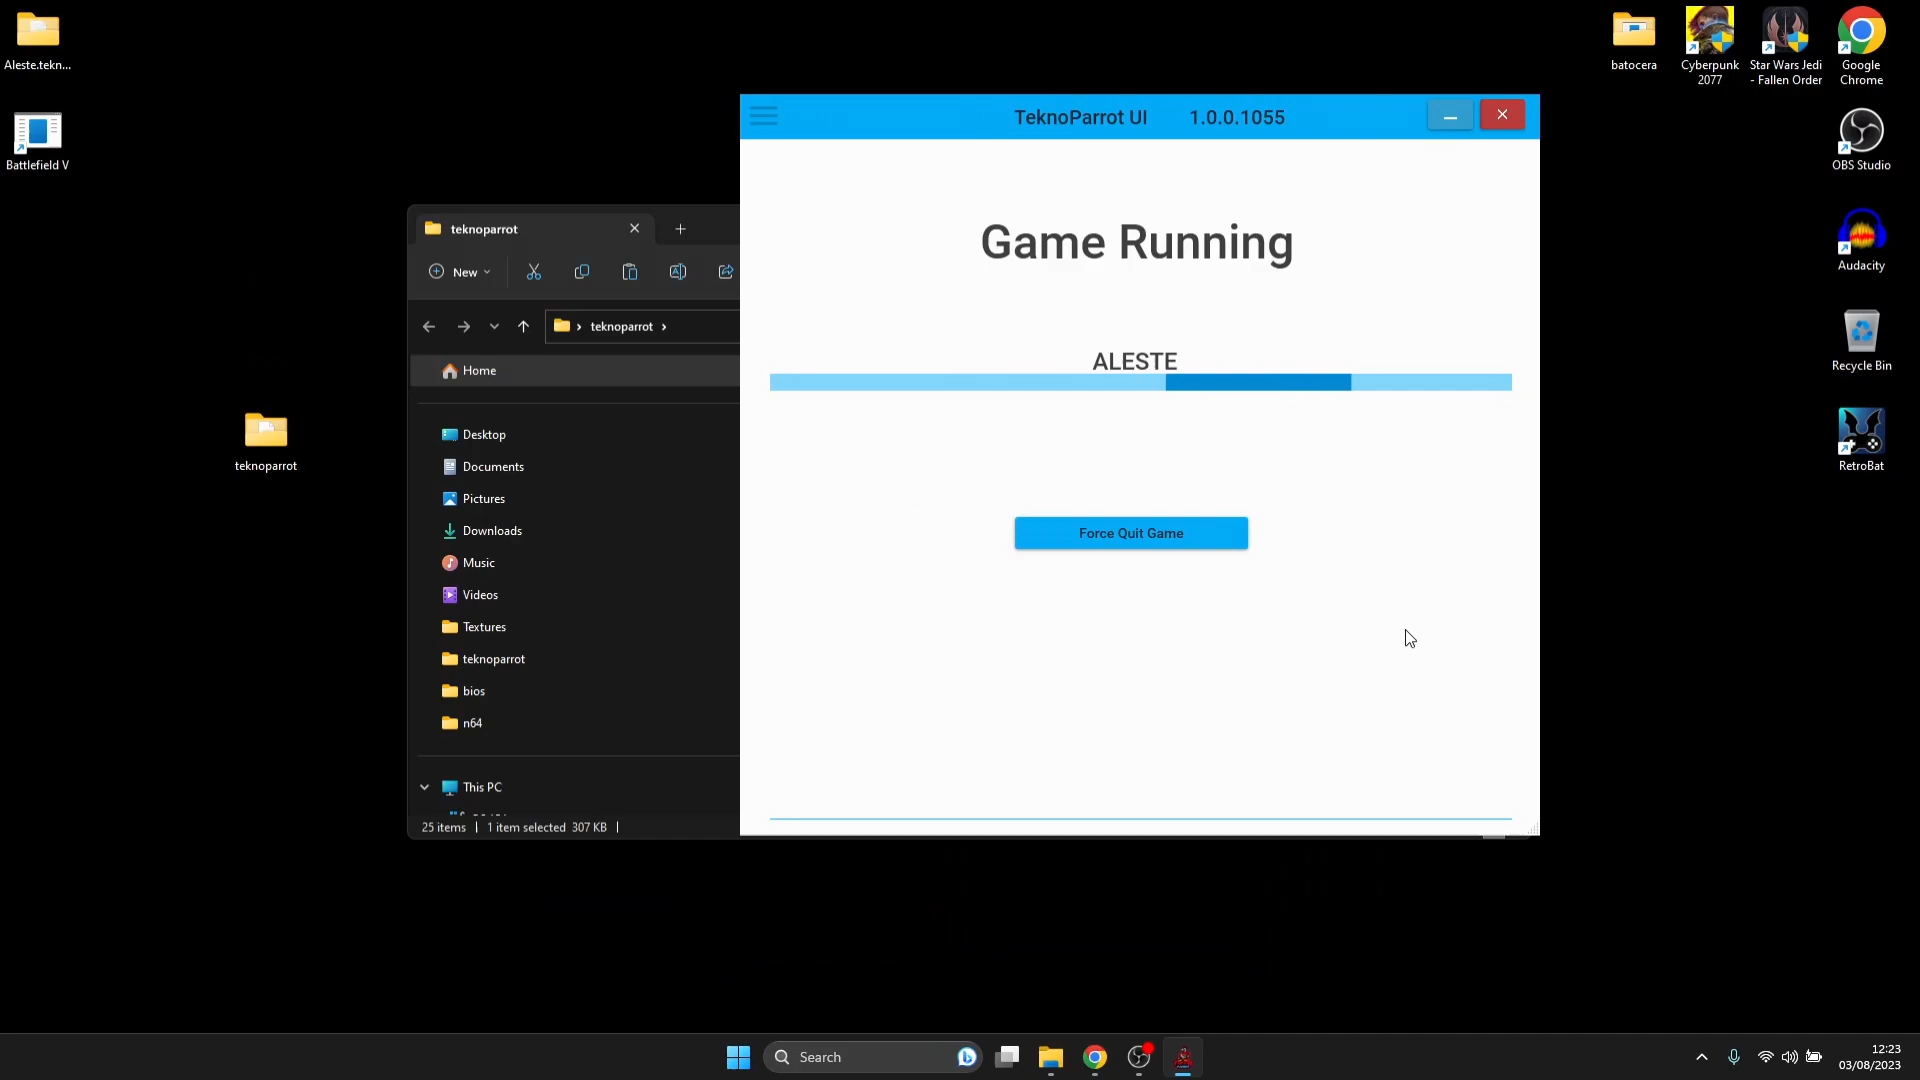 Aleste.tekn...
Battlefield V
batocera
Cyberpunk
2077
Star Wars Jedi
- Fallen Order
Google
Chrome
OBS Studio
Audacity
Recycle Bin
RetroBat
teknoparrot
teknoparrot
New
teknoparrot
Home
Desktop
Documents
Pictures
Downloads
Music
Videos
Textures
teknoparrot
bios
n64
This PC
25 items
1 item selected 307 KB
TeknoParrot UI 1.0.0.1055
Game Running
ALESTE
Force Quit Game
Search
12:23
03/08/2023